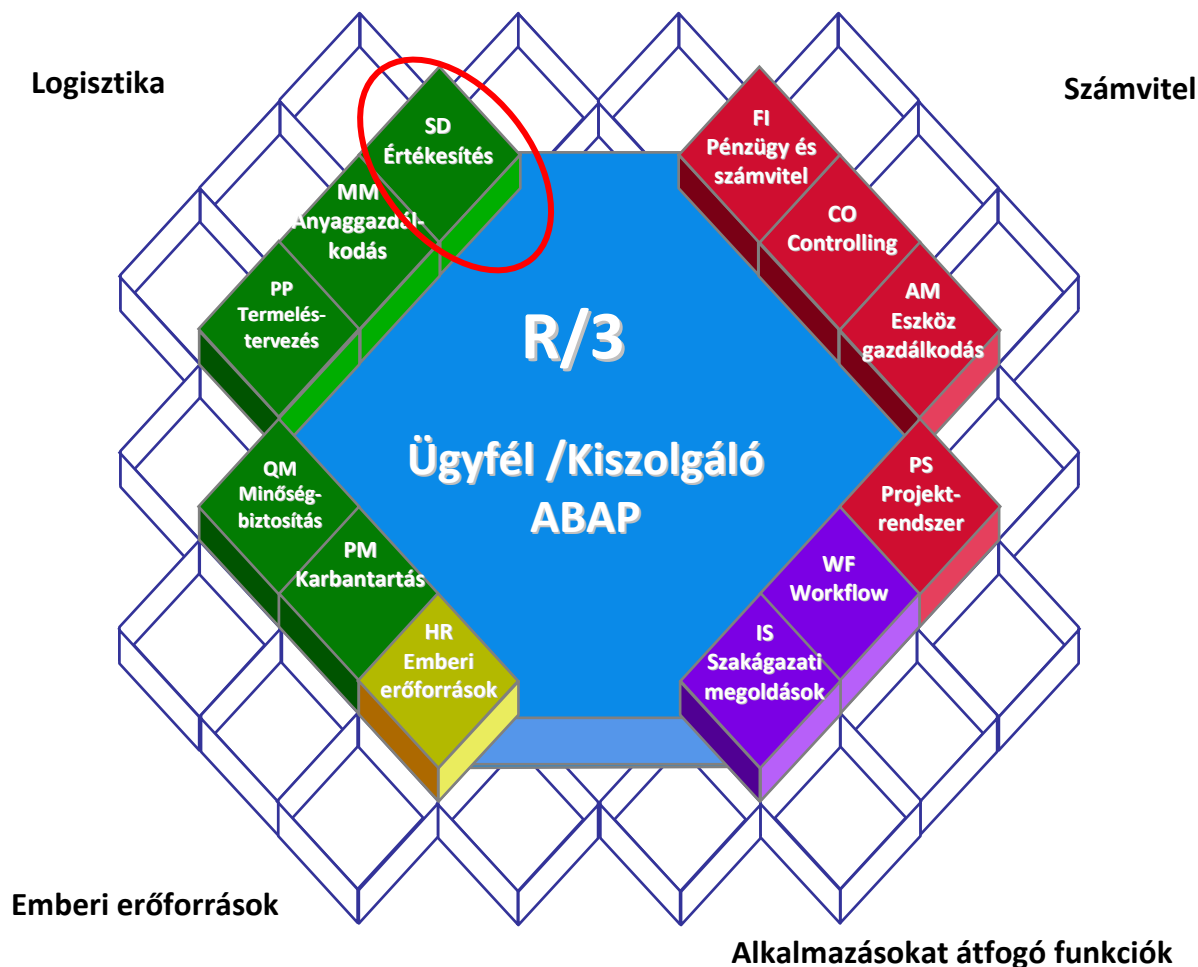 Logisztika
Számvitel
SD
Értékesítés
MM
Anyaggazdál-
kodás
PP
Termelés-
tervezés
QM
Minőség-
biztosítás
PM
Karbantartás
HR
Emberi
erőforrások
R/3
Ügyfél /Kiszolgáló
ABAP
FI
Pénzügy és
számvitel
CO
Controlling
AM
Eszköz
gazdálkodás
PS
Projekt-
rendszer
WF
Workflow
IS
Szakágazati
megoldások
Emberi erőforrások
Alkalmazásokat átfogó funkciók